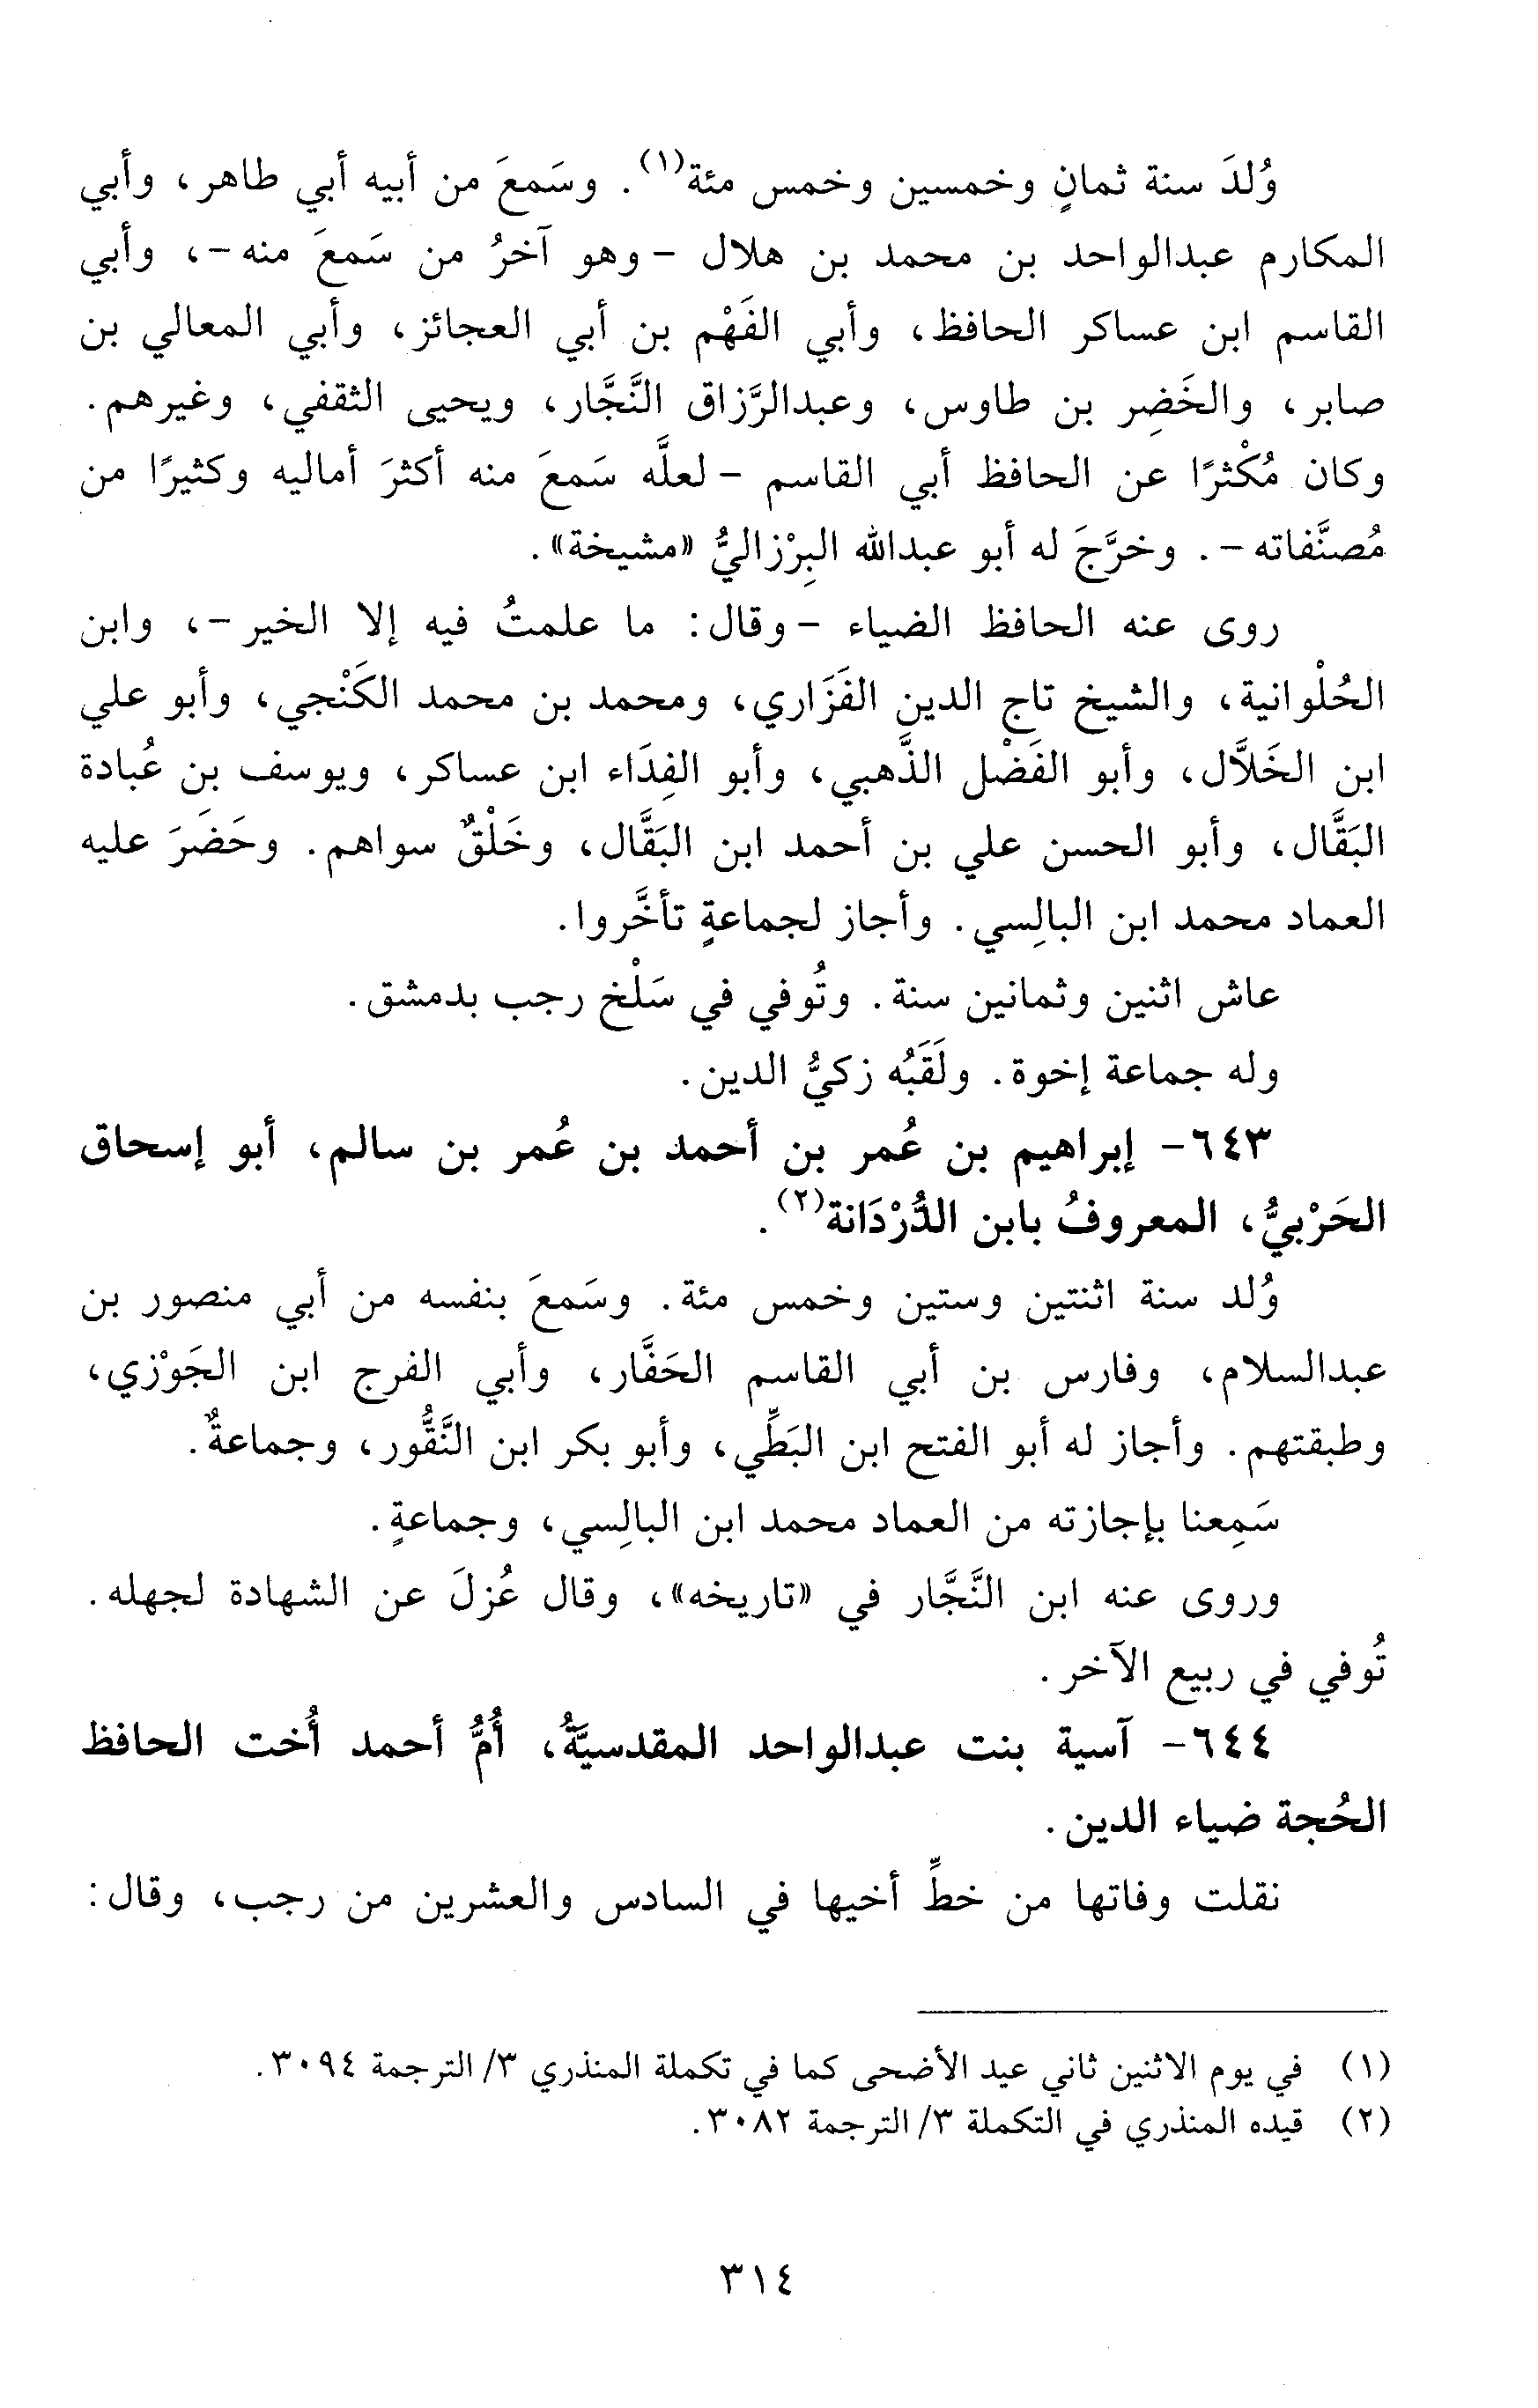 وُلدَ سنة ثمانٍ وخمسين وخمس مئة(١). وسَمعَ من أبيه أبي طاهر، وأبي
المكارم عبدالواحد بن محمد بن هلال - وهو آخرُ من سَمعَ منه -، وأبي
القاسم ابن عساكر الحافظ، وأبي الفَهْم بن أبي العجائز، وأبي المعالي بن
صابر، والخَضِر بن طاوس، وعبدالرَّزاق النَّجَّار، ويحيى الثقفي، وغيرهم.
وكان مُكْثرًا عن الحافظ أبي القاسم - لعلَّه سَمعَ منه أكثرَ أماليه وكثيرًا من
مُصنَّفاته -. وخرَّجَ له أبو عبدالله البِرْزاليُّ «مشيخة».
روى عنه الحافظ الضياء - وقال: ما علمتُ فيه إلا الخير -، وابن
الحُلْوانية، والشيخ تاج الدين الفَزَاري، ومحمد بن محمد الكَنْجي، وأبو علي
ابن الخَلاَّل، وأبو الفَضْل الذَّهبي، وأبو الفِدَاء ابن عساكر، ويوسف بن عُبادة
البَقَّال، وأبو الحسن علي بن أحمد ابن البَقَّال، وخَلْقٌ سواهم. وحَضَرَ عليه
العماد محمد ابن البالِسي. وأجاز لجماعةٍ تأخَّروا.
عاش اثنين وثمانين سنة. وتُوفي في سَلْخ رجب بدمشق.
وله جماعة إخوة. ولَقَبُه زكيُّ الدين.
٦٤٣- إبراهيم بن عُمر بن أحمد بن عُمر بن سالم، أبو إسحاق
الحَرْبيُّ، المعروفُ بابن الدُّرْدَانة(٢).
وُلد سنة اثنتين وستين وخمس مئة. وسَمعَ بنفسه من أبي منصور بن
عبدالسلام، وفارس بن أبي القاسم الحَفَّار، وأبي الفرج ابن الجَوْزي،
وطبقتهم. وأجاز له أبو الفتح ابن البَطِّي، وأبو بكر ابن النَّقُّور، وجماعةٌ.
سَمِعنا بإجازته من العماد محمد ابن البالِسي، وجماعةٍ.
وروى عنه ابن النَّجَّار في «تاريخه»، وقال عُزلَ عن الشهادة لجهله.
تُوفي في ربيع الآخر.
٦٤٤- آسية بنت عبدالواحد المقدسيَّةُ، أُمُّ أحمد أُخت الحافظ
الحُجة ضياء الدين.
نقلت وفاتها من خطِّ أخيها في السادس والعشرين من رجب، وقال:
(١) في يوم الاثنين ثاني عيد الأضحى كما في تكملة المنذري ٣/ الترجمة ٣٠٩٤.
(٢) قيده المنذري في التكملة ٣/ الترجمة ٣٠٨٢.
٣١٤